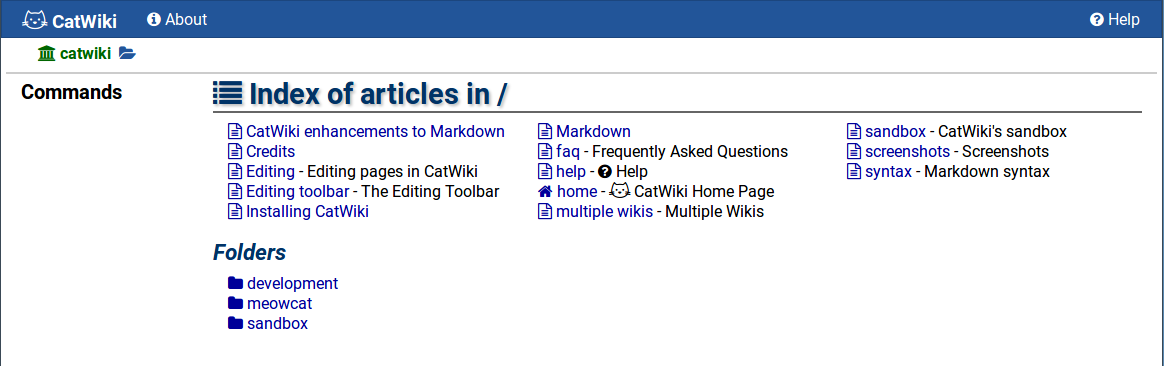 CatWiki About Help
catwiki
Commands
Index of articles in /
CatWiki enhancements to Markdown
Credits
Editing - Editing pages in CatWiki
Editing toolbar - The Editing Toolbar
Installing CatWiki
Markdown
faq - Frequently Asked Questions
help - Help
home - CatWiki Home Page
multiple wikis - Multiple Wikis
sandbox - CatWiki's sandbox
screenshots - Screenshots
syntax - Markdown syntax
Folders
development
meowcat
sandbox